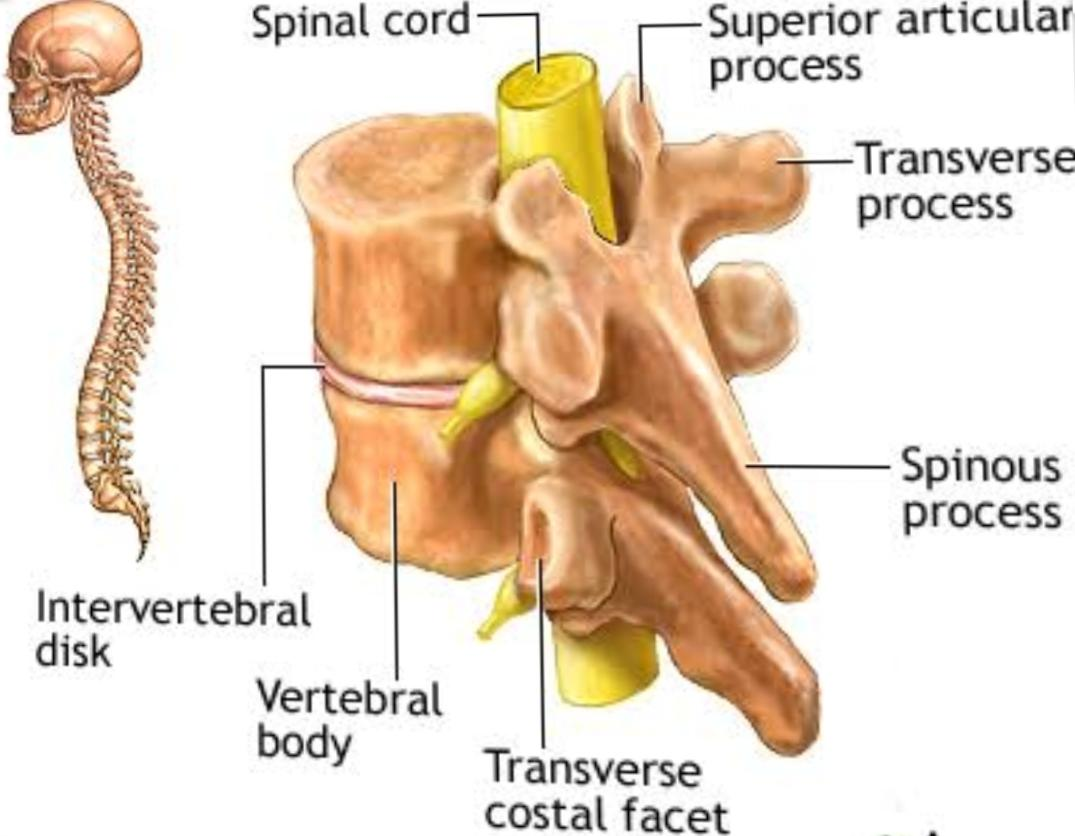 Spinal cord
Superior articular
process
Transverse
process
Spinous
process
Intervertebral
disk
Vertebral
body
Transverse
costal facet